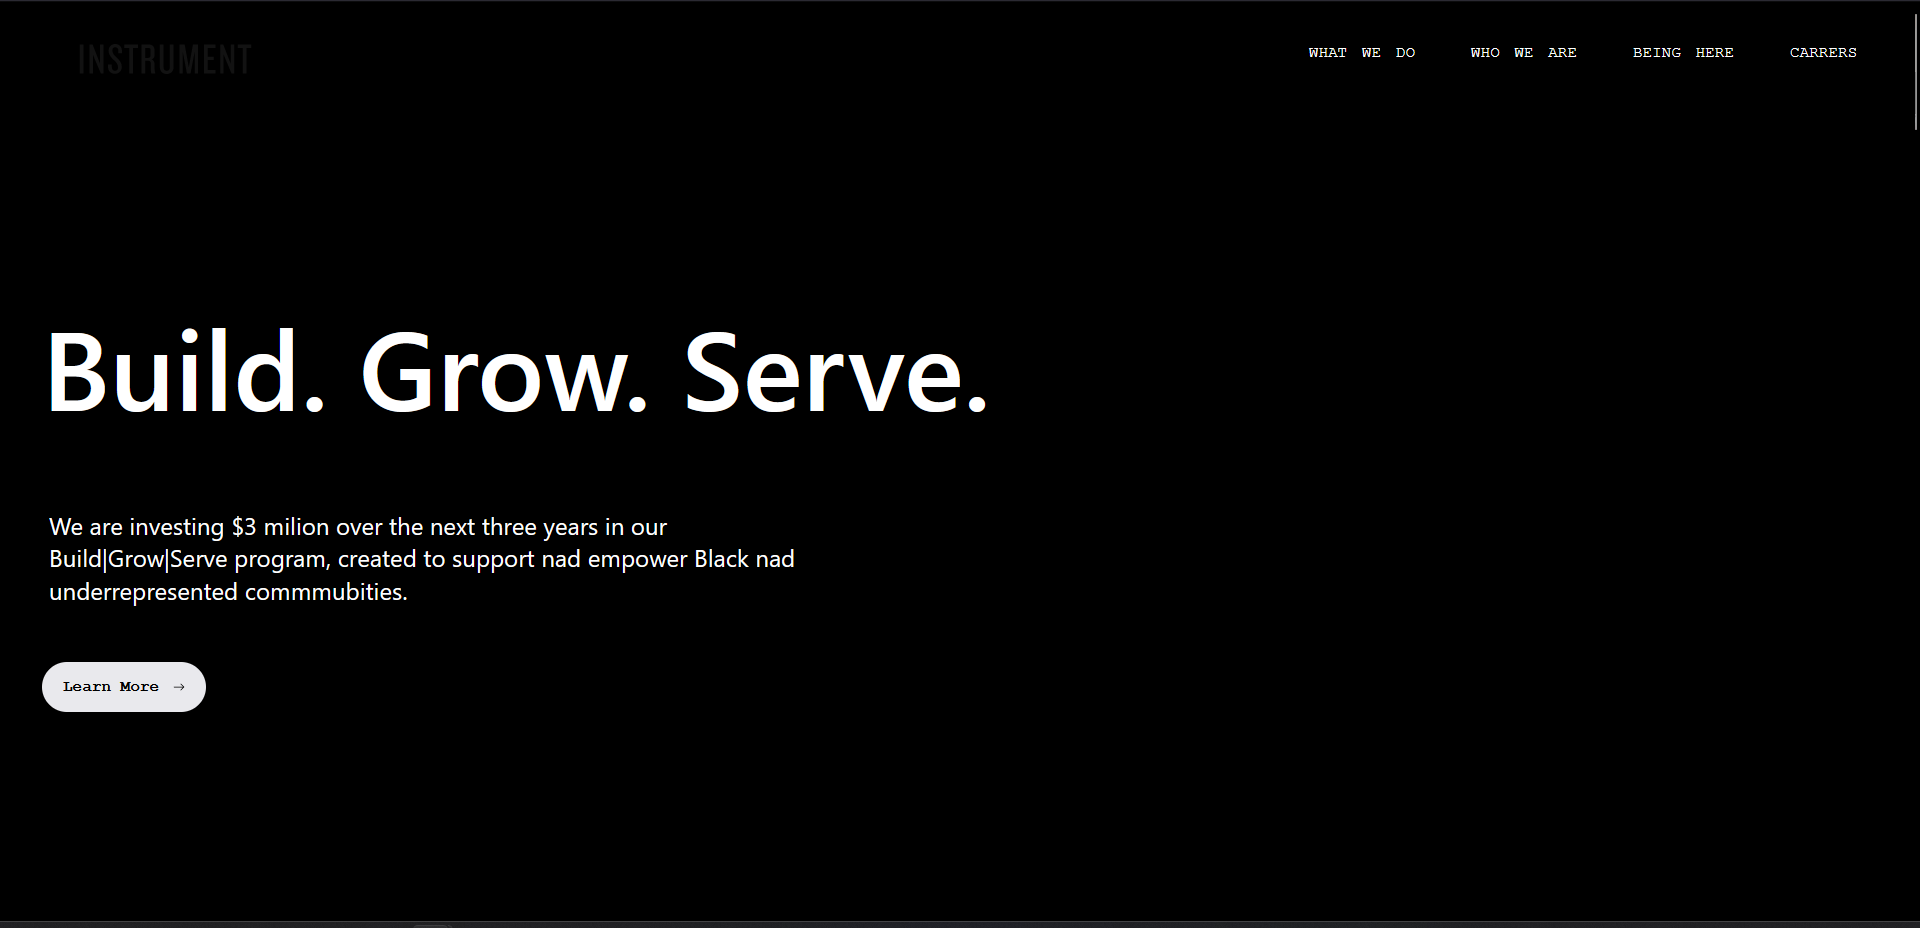 INSTRUMENT
WHAT WE DO WHO WE ARE BEING HERE CARRERS
Build. Grow. Serve.
We are investing $3 milion over the next three years in our
Build|Grow|Serve program, created to support nad empower Black nad
underrepresented commmubities.
Learn More →